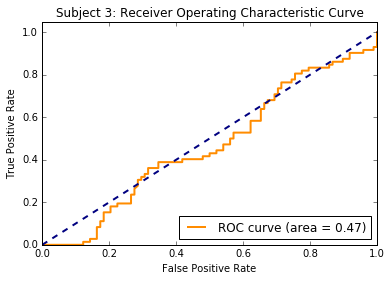 Subject 3: Receiver Operating Characteristic Curve
True Positive Rate
1.0
0.8
0.6
0.4
0.2
0.0
ROC curve (area = 0.47)
0.0 0.2 0.4 0.6 0.8 1.0
False Positive Rate